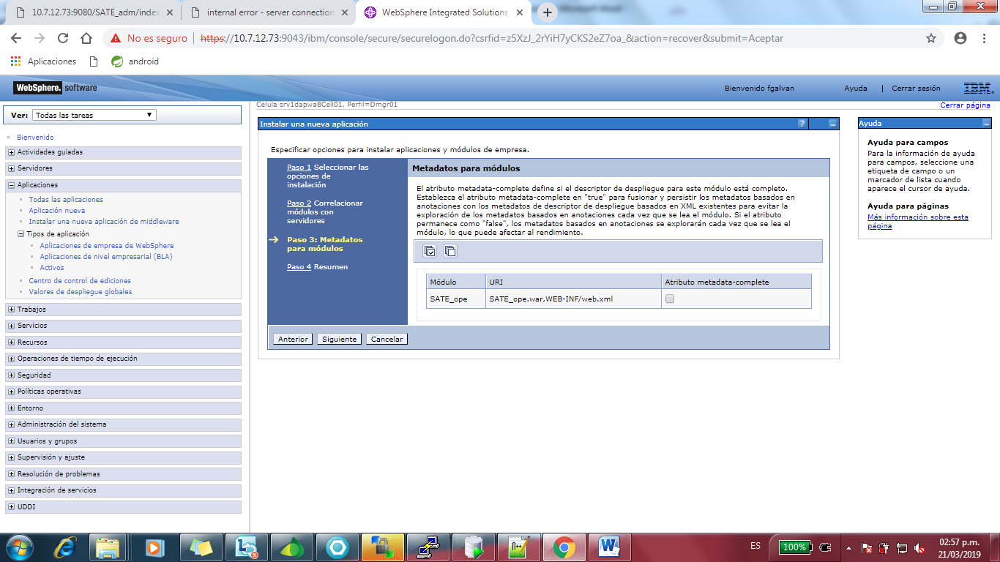 10.7.12.73:9080/SATE_adm/index
internal error - server connection
WebSphere Integrated Solutions
No es seguro
https://10.7.12.73:9043/ibm/console/secure/securelogon.do?csrfid=z5XzJ_2rYiH7yCKS2eZ7oa_&action=recover&submit=Aceptar
Aplicaciones
android
WebSphere. software
Bienvenido fgalvan
Ayuda
Cerrar sesión
IBM.
Ver: Todas las tareas
Célula srv1dapwa8Cell01, Perfil=Dmgr01
Cerrar página
Bienvenido
Actividades guiadas
Servidores
Aplicaciones
Todas las aplicaciones
Aplicación nueva
Instalar una nueva aplicación de middleware
Tipos de aplicación
Aplicaciones de empresa de WebSphere
Aplicaciones de nivel empresarial (BLA)
Activos
Centro de control de ediciones
Valores de despliegue globales
Trabajos
Servicios
Recursos
Operaciones de tiempo de ejecución
Seguridad
Políticas operativas
Entorno
Administración del sistema
Usuarios y grupos
Supervisión y ajuste
Resolución de problemas
Integración de servicios
UDDI
Instalar una nueva aplicación
?
Especificar opciones para instalar aplicaciones y módulos de empresa.
Paso 1 Seleccionar las
opciones de
instalación
Paso 2 Correlacionar
módulos con
servidores
Paso 3: Metadatos
para módulos
Paso 4 Resumen
Metadatos para módulos
El atributo metadata-complete define si el descriptor de despliegue para este módulo está completo.
Establezca el atributo metadata-complete en "true" para fusionar y persistir los metadatos basados en
anotaciones con los metadatos de descriptor de despliegue basados en XML existentes para evitar la
exploración de los metadatos basados en anotaciones cada vez que se lea el módulo. Si el atributo
permanece como "false", los metadatos basados en anotaciones se explorarán cada vez que se lea el
módulo, lo que puede afectar al rendimiento.
Módulo URI Atributo metadata-complete
SATE_ope SATE_ope.war,WEB-INF/web.xml
Anterior Siguiente Cancelar
Ayuda
Ayuda para campos
Para la información de ayuda
para campos, seleccione una
etiqueta de campo o un
marcador de lista cuando
aparece el cursor de ayuda.
Ayuda para páginas
Más información sobre esta
página
ES
100%
02:57 p.m.
21/03/2019